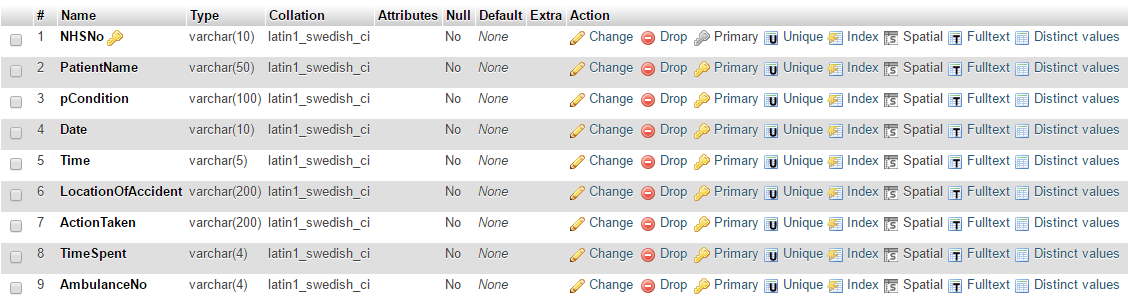 # Name Type Collation Attributes Null Default Extra Action
1 NHSNo varchar(10) latin1_swedish_ci No None Change Drop Primary Unique Index Spatial Fulltext Distinct values
2 PatientName varchar(50) latin1_swedish_ci No None Change Drop Primary Unique Index Spatial Fulltext Distinct values
3 pCondition varchar(100) latin1_swedish_ci No None Change Drop Primary Unique Index Spatial Fulltext Distinct values
4 Date varchar(10) latin1_swedish_ci No None Change Drop Primary Unique Index Spatial Fulltext Distinct values
5 Time varchar(5) latin1_swedish_ci No None Change Drop Primary Unique Index Spatial Fulltext Distinct values
6 LocationOfAccident varchar(200) latin1_swedish_ci No None Change Drop Primary Unique Index Spatial Fulltext Distinct values
7 ActionTaken varchar(200) latin1_swedish_ci No None Change Drop Primary Unique Index Spatial Fulltext Distinct values
8 TimeSpent varchar(4) latin1_swedish_ci No None Change Drop Primary Unique Index Spatial Fulltext Distinct values
9 AmbulanceNo varchar(4) latin1_swedish_ci No None Change Drop Primary Unique Index Spatial Fulltext Distinct values